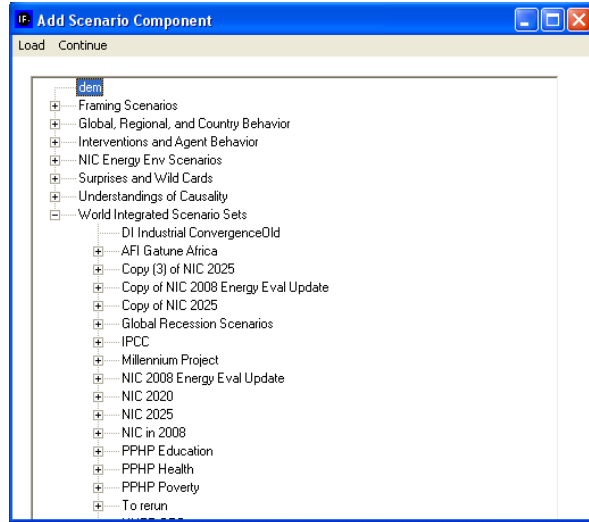 IFs Add Scenario Component
Load Continue
dem
Framing Scenarios
Global, Regional, and Country Behavior
Interventions and Agent Behavior
NIC Energy Env Scenarios
Surprises and Wild Cards
Understandings of Causality
World Integrated Scenario Sets
DI Industrial ConvergenceOld
AFI Gatune Africa
Copy (3) of NIC 2025
Copy of NIC 2008 Energy Eval Update
Copy of NIC 2025
Global Recession Scenarios
IPCC
Millennium Project
NIC 2008 Energy Eval Update
NIC 2020
NIC 2025
NIC in 2008
PPHP Education
PPHP Health
PPHP Poverty
To rerun